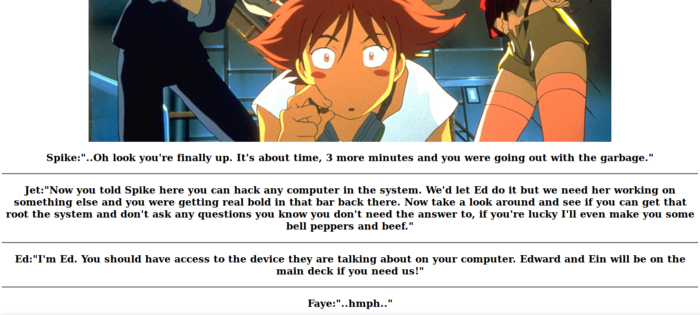 Spike:"..Oh look you're finally up. It's about time, 3 more minutes and you were going out with the garbage."
Jet:"Now you told Spike here you can hack any computer in the system. We'd let Ed do it but we need her working on
something else and you were getting real bold in that bar back there. Now take a look around and see if you can get that
root the system and don't ask any questions you know you don't need the answer to, if you're lucky I'll even make you some
bell peppers and beef."
Ed:"I'm Ed. You should have access to the device they are talking about on your computer. Edward and Ein will be on the
main deck if you need us!"
Faye:"..hmph.."